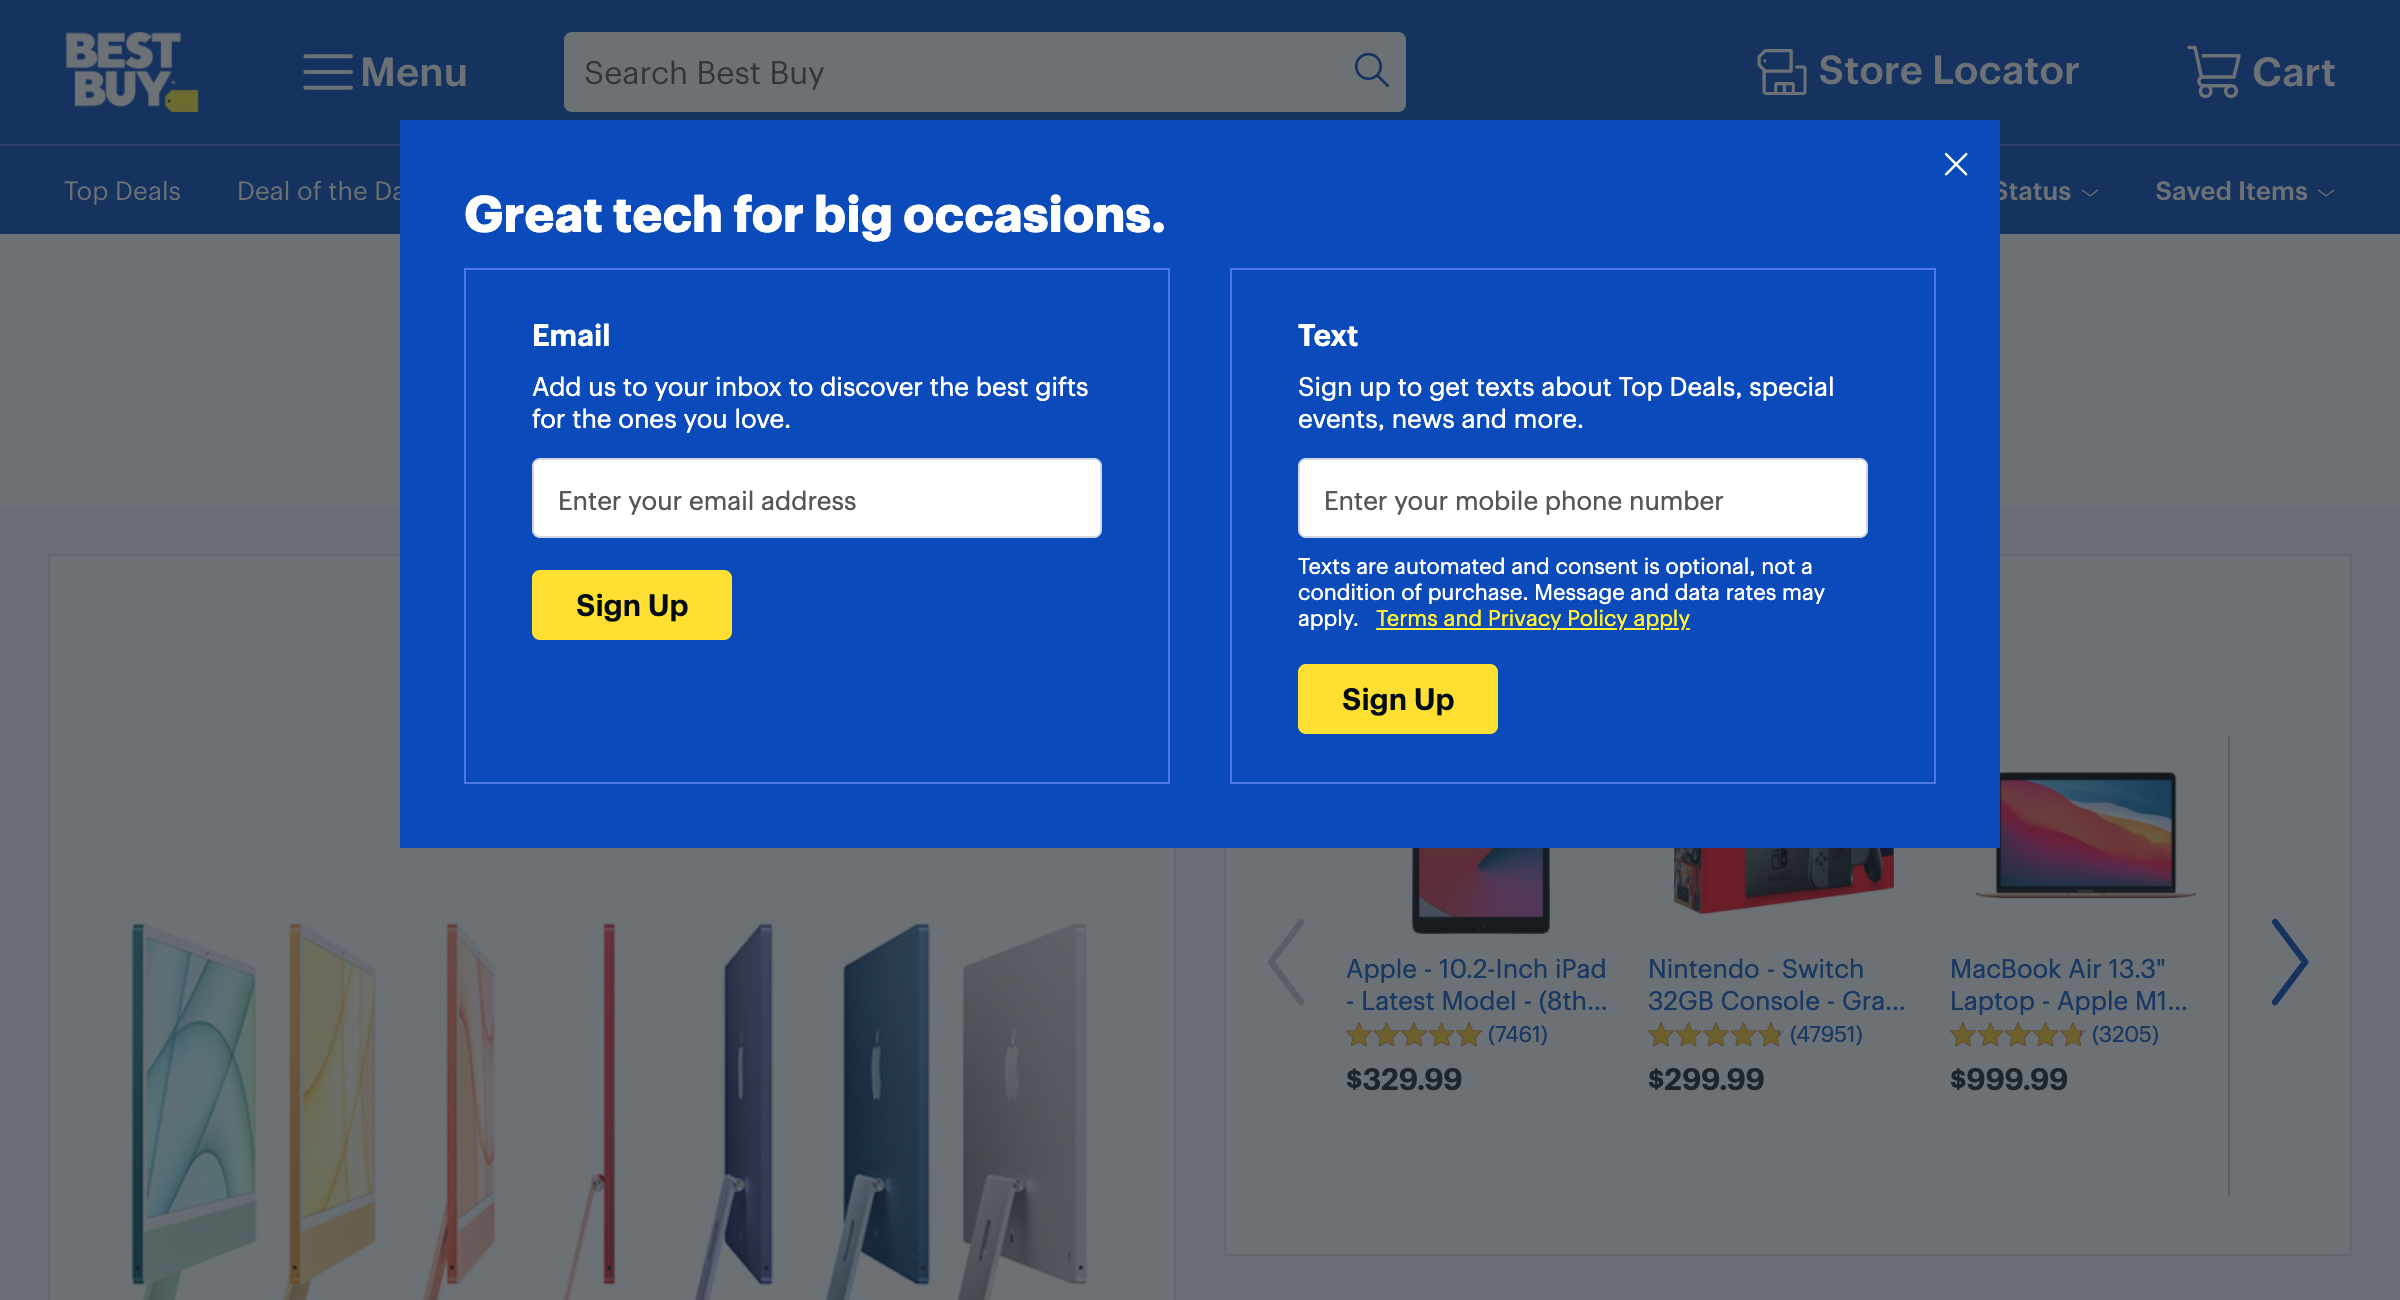 BEST
BUY
Menu
Search Best Buy
Store Locator
Cart
Top Deals
Deal of the Da
Status
Saved Items
Great tech for big occasions.
Email
Add us to your inbox to discover the best gifts
for the ones you love.
Enter your email address
Sign Up
Text
Sign up to get texts about Top Deals, special
events, news and more.
Enter your mobile phone number
Texts are automated and consent is optional, not a
condition of purchase. Message and data rates may
apply. Terms and Privacy Policy apply
Sign Up
Apple - 10.2-Inch iPad
- Latest Model - (8th...
(7461)
$329.99
Nintendo - Switch
32GB Console - Gra...
(47951)
$299.99
MacBook Air 13.3"
Laptop - Apple M1...
(3205)
$999.99